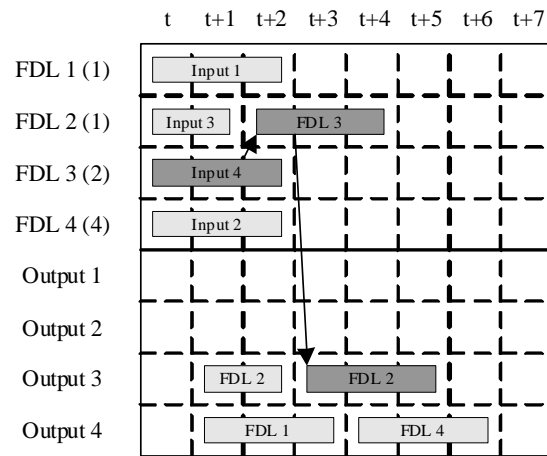 t t+1 t+2 t+3 t+4 t+5 t+6 t+7
FDL 1 (1) Input 1
FDL 2 (1) Input 3 FDL 3
FDL 3 (2) Input 4
FDL 4 (4) Input 2
Output 1
Output 2
Output 3 FDL 2 FDL 2
Output 4 FDL 1 FDL 4